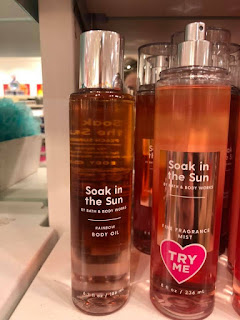 Soak in
the Sun
BY BATH & BODY WORKS
RAINBOW
BODY OIL
Soak in
the Sun
BY BATH & BODY WORKS
FINE FRAGRANCE
MIST
TRY
ME
8 fl oz / 236 mL